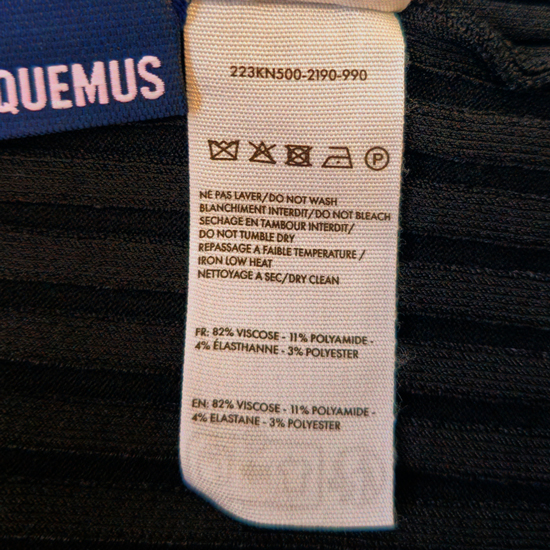 QUEMUS
223KN500-2190-990
P
NE PAS LAVER/DO NOT WASH
BLANCHIMENT INTERDIT/DO NOT BLEACH
SECHAGE EN TAMBOUR INTERDIT/
DO NOT TUMBLE DRY
REPASSAGE A FAIBLE TEMPERATURE /
IRON LOW HEAT
NETTOYAGE A SEC/DRY CLEAN
FR: 82% VISCOSE - 11% POLYAMIDE -
4% ÉLASTHANNE - 3% POLYESTER
EN: 82% VISCOSE - 11% POLYAMIDE -
4% ELASTANE - 3% POLYESTER